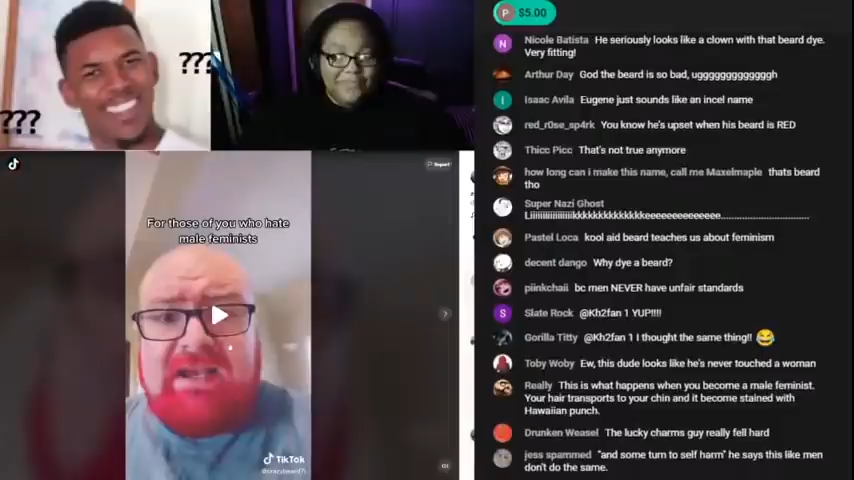 P $5.00
Nicole Batista He seriously looks like a clown with that beard dye.
Very fitting!
Arthur Day God the beard is so bad, uggggggggggggh
Isaac Avila Eugene just sounds like an incel name
red_r0se_sp4rk You know he's upset when his beard is RED
Thicc Picc That's not true anymore
how long can i make this name, call me Maxelmaple thats beard
tho
Super Nazi Ghost
Pastel Loca kool aid beard teaches us about feminism
decent dango Why dye a beard?
piinkchaii bc men NEVER have unfair standards
Slate Rock @Kh2fan 1 YUP!!!!
Gorilla Titty @Kh2fan 1 I thought the same thing!! 😂
Toby Woby Ew, this dude looks like he's never touched a woman
Really This is what happens when you become a male feminist.
Your hair transports to your chin and it become stained with
Hawaiian punch.
Drunken Weasel The lucky charms guy really fell hard
jess spammed "and some turn to self harm" he says this like men
don't do the same.
???
???
Report
For those of you who hate
male feminists
TikTok